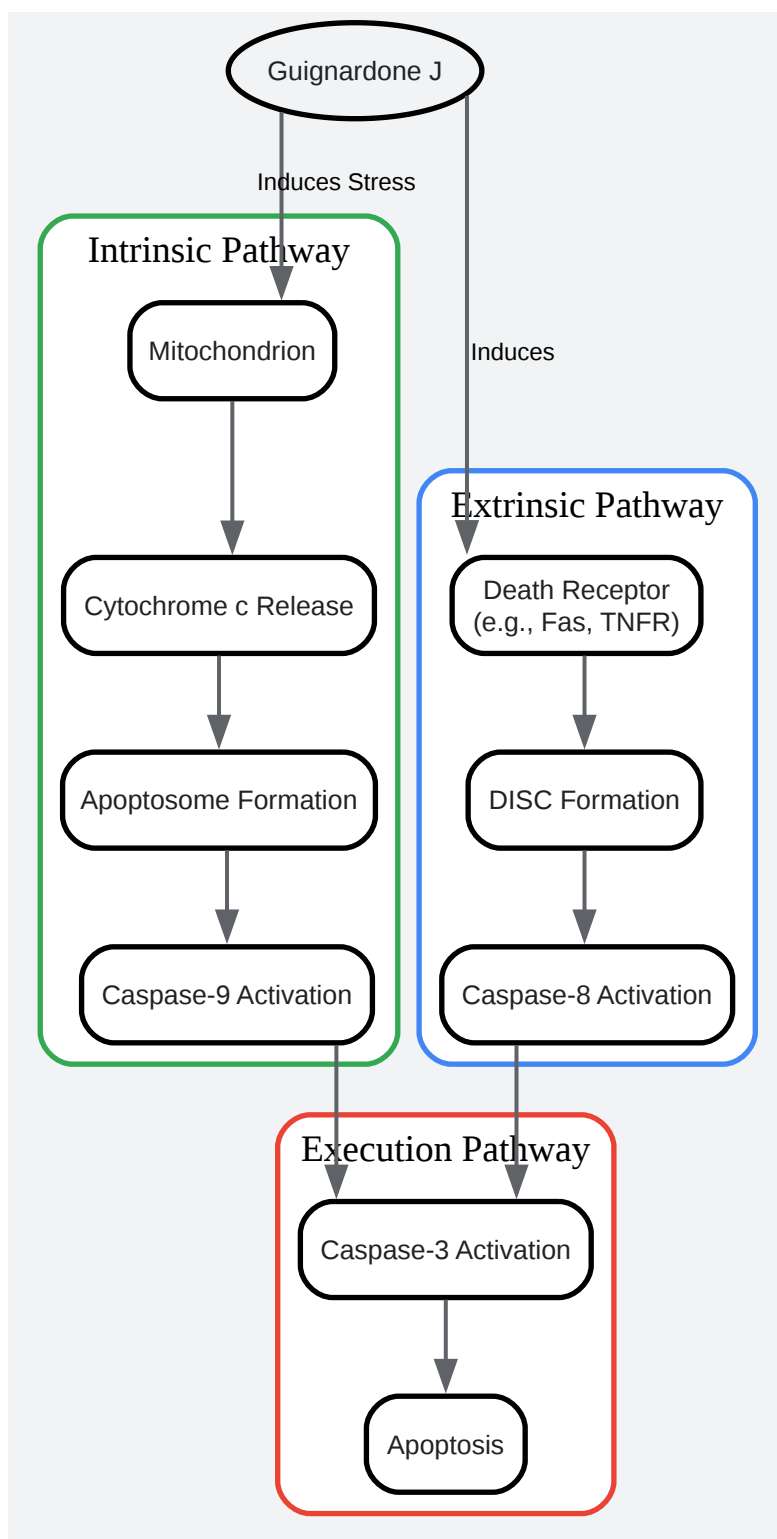 Guignardone J
Induces Stress
Intrinsic Pathway
Mitochondrion
Induces
Extrinsic Pathway
Cytochrome c Release
Death Receptor
(e.g., Fas, TNFR)
Apoptosome Formation
DISC Formation
Caspase-9 Activation
Caspase-8 Activation
Execution Pathway
Caspase-3 Activation
Apoptosis